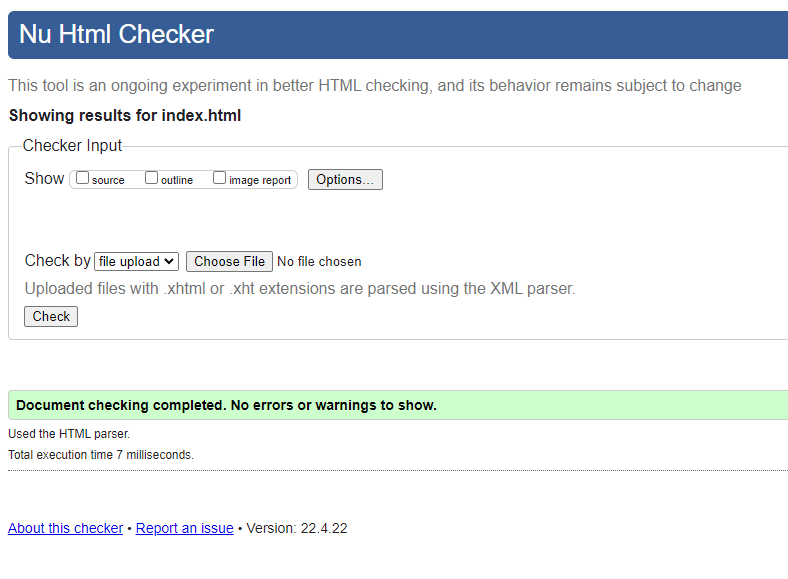 Nu Html Checker
This tool is an ongoing experiment in better HTML checking, and its behavior remains subject to change
Showing results for index.html
Checker Input
Show source outline image report Options...
Check by file upload Choose File No file chosen
Uploaded files with .xhtml or .xht extensions are parsed using the XML parser.
Check
Document checking completed. No errors or warnings to show.
Used the HTML parser.
Total execution time 7 milliseconds.
About this checker • Report an issue • Version: 22.4.22